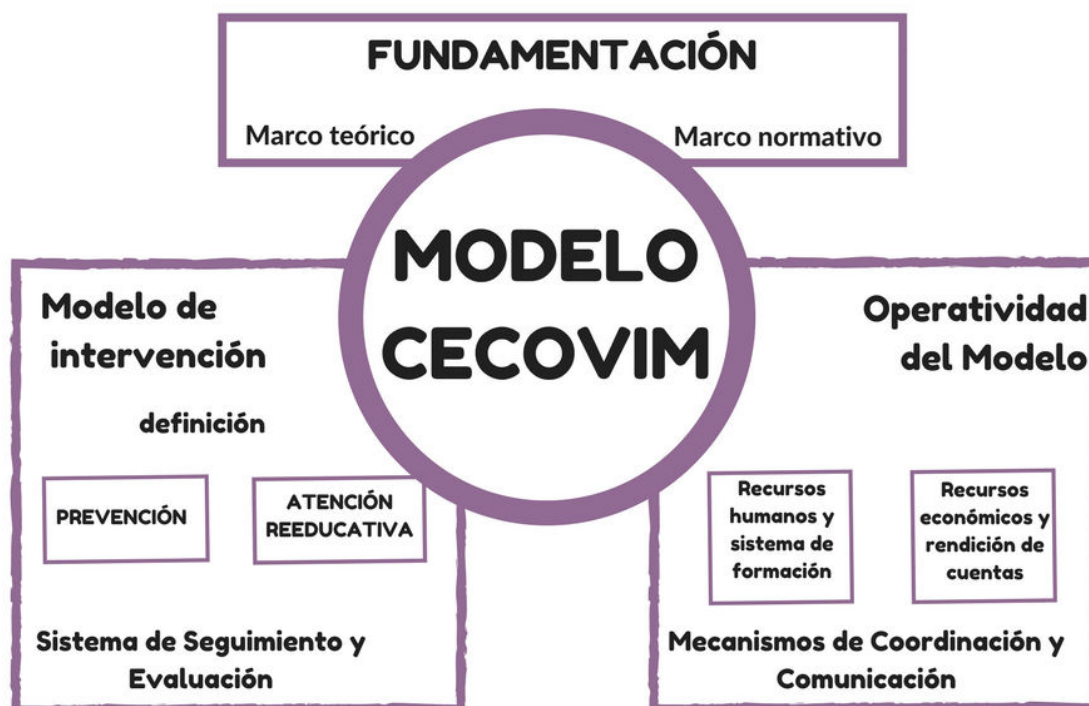 FUNDAMENTACIÓN
Marco teórico
Marco normativo
MODELO
CECOVIM
Modelo de
intervención
definición
PREVENCIÓN
ATENCIÓN
REEDUCATIVA
Sistema de Seguimiento y
Evaluación
Operatividad
del Modelo
Recursos
humanos y
sistema de
formación
Recursos
económicos y
rendición de
cuentas
Mecanismos de Coordinación y
Comunicación